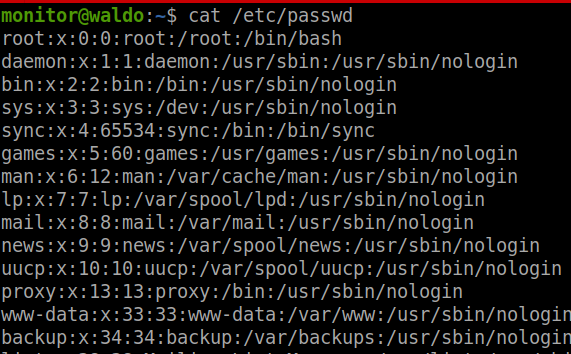 monitor@waldo:~$ cat /etc/passwd
root:x:0:0:root:/root:/bin/bash
daemon:x:1:1:daemon:/usr/sbin:/usr/sbin/nologin
bin:x:2:2:bin:/bin:/usr/sbin/nologin
sys:x:3:3:sys:/dev:/usr/sbin/nologin
sync:x:4:65534:sync:/bin:/bin/sync
games:x:5:60:games:/usr/games:/usr/sbin/nologin
man:x:6:12:man:/var/cache/man:/usr/sbin/nologin
lp:x:7:7:lp:/var/spool/lpd:/usr/sbin/nologin
mail:x:8:8:mail:/var/mail:/usr/sbin/nologin
news:x:9:9:news:/var/spool/news:/usr/sbin/nologin
uucp:x:10:10:uucp:/var/spool/uucp:/usr/sbin/nologin
proxy:x:13:13:proxy:/bin:/usr/sbin/nologin
www-data:x:33:33:www-data:/var/www:/usr/sbin/nologin
backup:x:34:34:backup:/var/backups:/usr/sbin/nologin